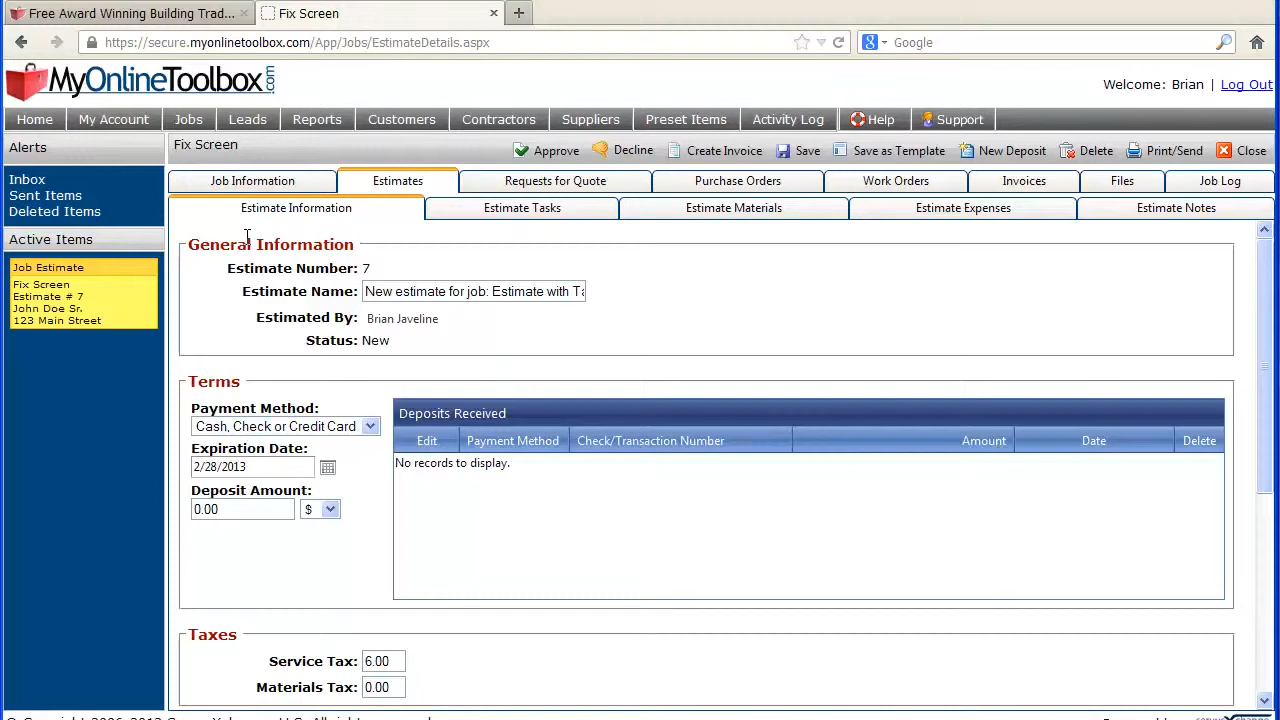 Free Award Winning Building Trad... ×
Fix Screen ×
https://secure.myonlinetoolbox.com/App/Jobs/EstimateDetails.aspx
Google
MyOnlineToolbox.com
Welcome: Brian | Log Out
Home My Account Jobs Leads Reports Customers Contractors Suppliers Preset Items Activity Log Help Support
Alerts
Fix Screen
Approve Decline Create Invoice Save Save as Template New Deposit Delete Print/Send Close
Inbox
Sent Items
Deleted Items
Job Information Estimates Requests for Quote Purchase Orders Work Orders Invoices Files Job Log
Estimate Information Estimate Tasks Estimate Materials Estimate Expenses Estimate Notes
Active Items
Job Estimate
Fix Screen
Estimate # 7
John Doe Sr.
123 Main Street
General Information
Estimate Number: 7
Estimate Name: New estimate for job: Estimate with
Estimated By: Brian Javeline
Status: New
Terms
Payment Method:
Cash, Check or Credit Card
Expiration Date:
2/28/2013
Deposit Amount:
0.00 $
Deposits Received
Edit Payment Method Check/Transaction Number Amount Date Delete
No records to display.
Taxes
Service Tax: 6.00
Materials Tax: 0.00